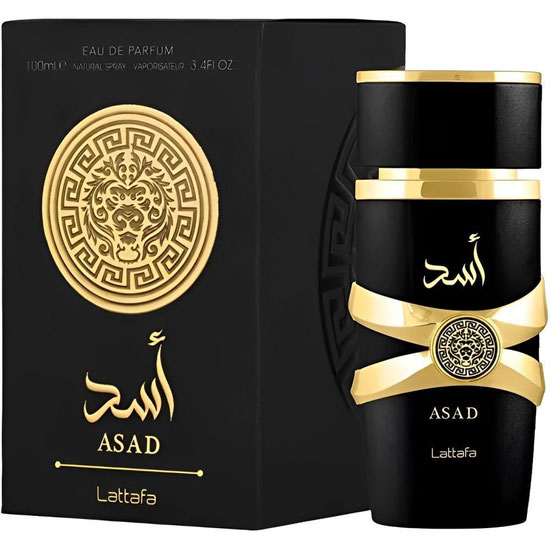 EAU DE PARFUM
100ml℮ NATURAL SPRAY - VAPORISATEUR 3.4FL OZ.
أسد
ASAD
Lattafa
أسد
ASAD
Lattafa